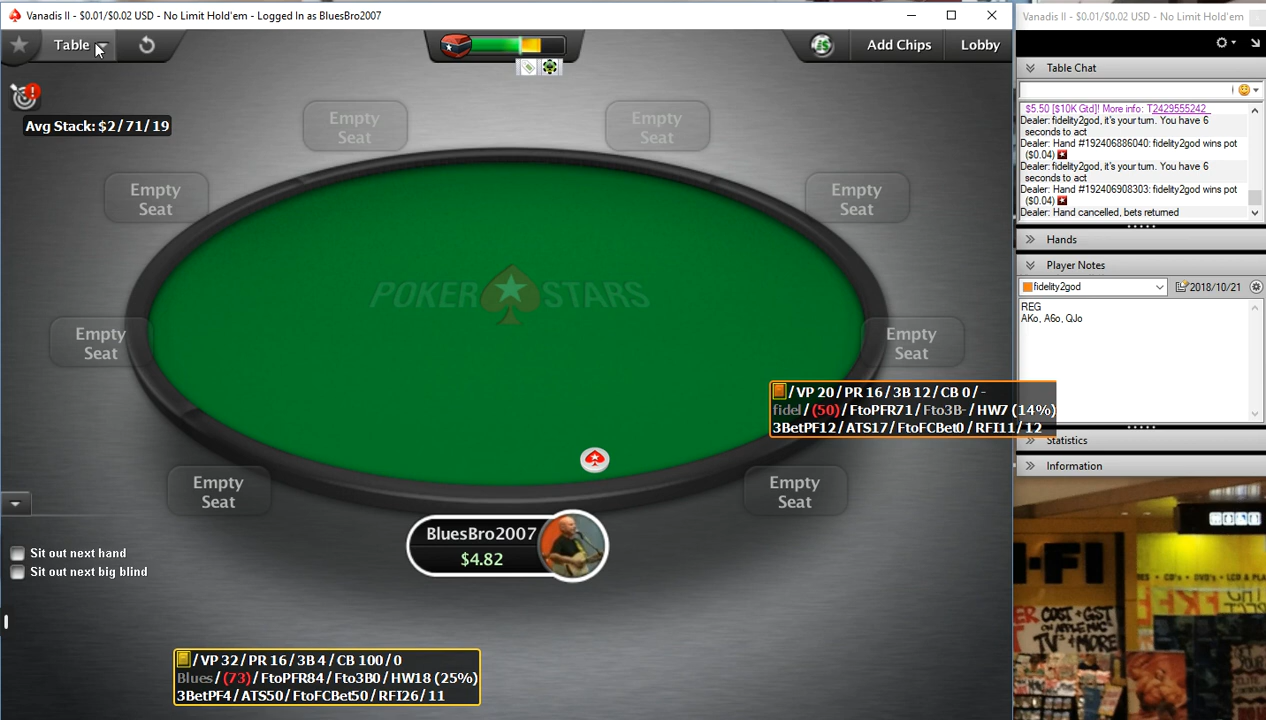 Vanadis II - $0.01/$0.02 USD - No Limit Hold'em - Logged In as BluesBro2007
Vanadis II - $0.01/$0.02 USD - No Limit Hold'em
Table
Add Chips
Lobby
Avg Stack: $2/71/19
Empty
Seat
Empty
Seat
Empty
Seat
Empty
Seat
POKER STARS
Empty
Seat
Empty
Seat
Empty
Seat
Empty
Seat
BluesBro2007
$4.82
Sit out next hand
Sit out next big blind
/VP 20/PR 16/3B 12/CB 0/-
fidel/(50)/FtoPFR71/Fto3B-/HW7 (14%)
3BetPF12/ATS17/FtoFCBet0/RFI11/12
/VP 32/PR 16/3B 4/CB 100/0
Blues/(73)/FtoPFR84/Fto3B0/HW18 (25%)
3BetPF4/ATS50/FtoFCBet50/RFI26/11
Table Chat
$5.50 [$10K Gtd]! More info: T2429555242
Dealer: fidelity2god, it's your turn. You have 6
seconds to act
Dealer: Hand #192406886040: fidelity2god wins pot
($0.04)
Dealer: fidelity2god, it's your turn. You have 6
seconds to act
Dealer: Hand #192406908303: fidelity2god wins pot
($0.04)
Dealer: Hand cancelled, bets returned
Hands
Player Notes
fidelity2god
2018/10/21
REG
AKo, A6o, QJo
Statistics
Information
-FI
COST + GST
TV'S + MORE